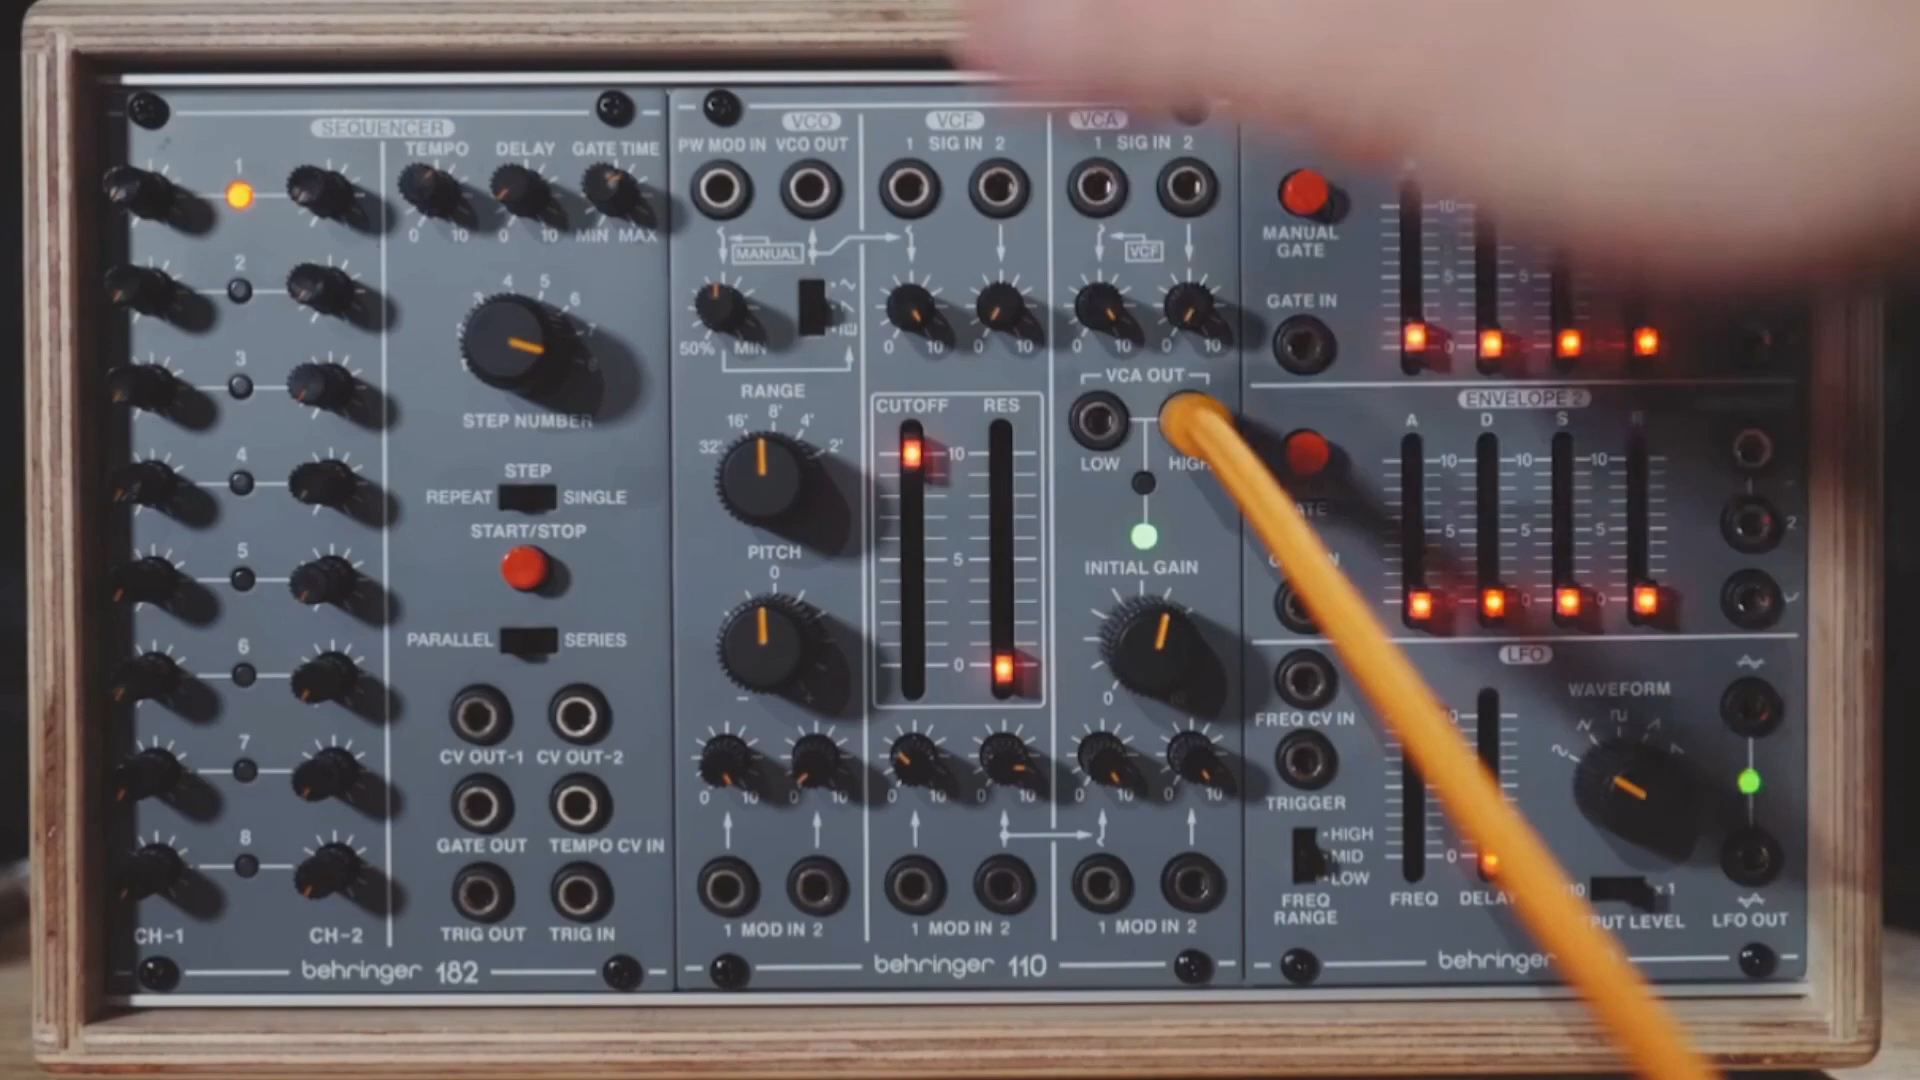 SEQUENCER
TEMPO DELAY GATE TIME
0 10 0 10 MIN MAX
1
2
3
4
5
6
7
8
3 4 5 6 7
STEP NUMBER
STEP
REPEAT SINGLE
START/STOP
PARALLEL SERIES
CV OUT-1 CV OUT-2
GATE OUT TEMPO CV IN
TRIG OUT TRIG IN
CH-1 CH-2
behringer 182
VCO
PW MOD IN VCO OUT
MANUAL
50% MIN
RANGE
32' 16' 8' 4' 2'
PITCH
0
- +
0 10 0 10
1 MOD IN 2
VCF
1 SIG IN 2
0 10 0 10
CUTOFF RES
10
5
0
0 10 0 10
1 MOD IN 2
VCA
1 SIG IN 2
VCF
0 10 0 10
VCA OUT
LOW HIGH
INITIAL GAIN
0 10
0 10 0 10
1 MOD IN 2
behringer 110
MANUAL
GATE
GATE IN
10
5 5
0
ENVELOPE 2
A D S R
10 10 10
5 5 5
0 0
2
LFO
FREQ CV IN
TRIGGER
HIGH
MID
LOW
FREQ
RANGE
10
0
FREQ DELAY
WAVEFORM
x 1
LFO OUT
behringer